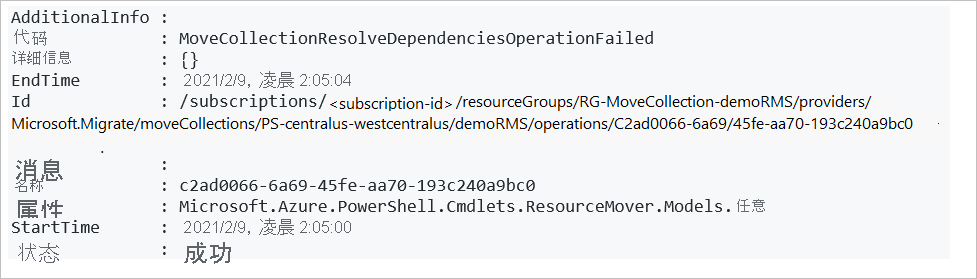 AdditionalInfo :
代码 : MoveCollectionResolveDependenciesOperationFailed
详细信息 : {}
EndTime : 2021/2/9, 凌晨 2:05:04
Id : /subscriptions/<subscription-id>/resourceGroups/RG-MoveCollection-demoRMS/providers/
Microsoft.Migrate/moveCollections/PS-centralus-westcentralus/demoRMS/operations/C2ad0066-6a69/45fe-aa70-193c240a9bc0
消息 :
名称 : c2ad0066-6a69-45fe-aa70-193c240a9bc0
属性 : Microsoft.Azure.PowerShell.Cmdlets.ResourceMover.Models.任意
StartTime : 2021/2/9, 凌晨 2:05:00
状态 : 成功